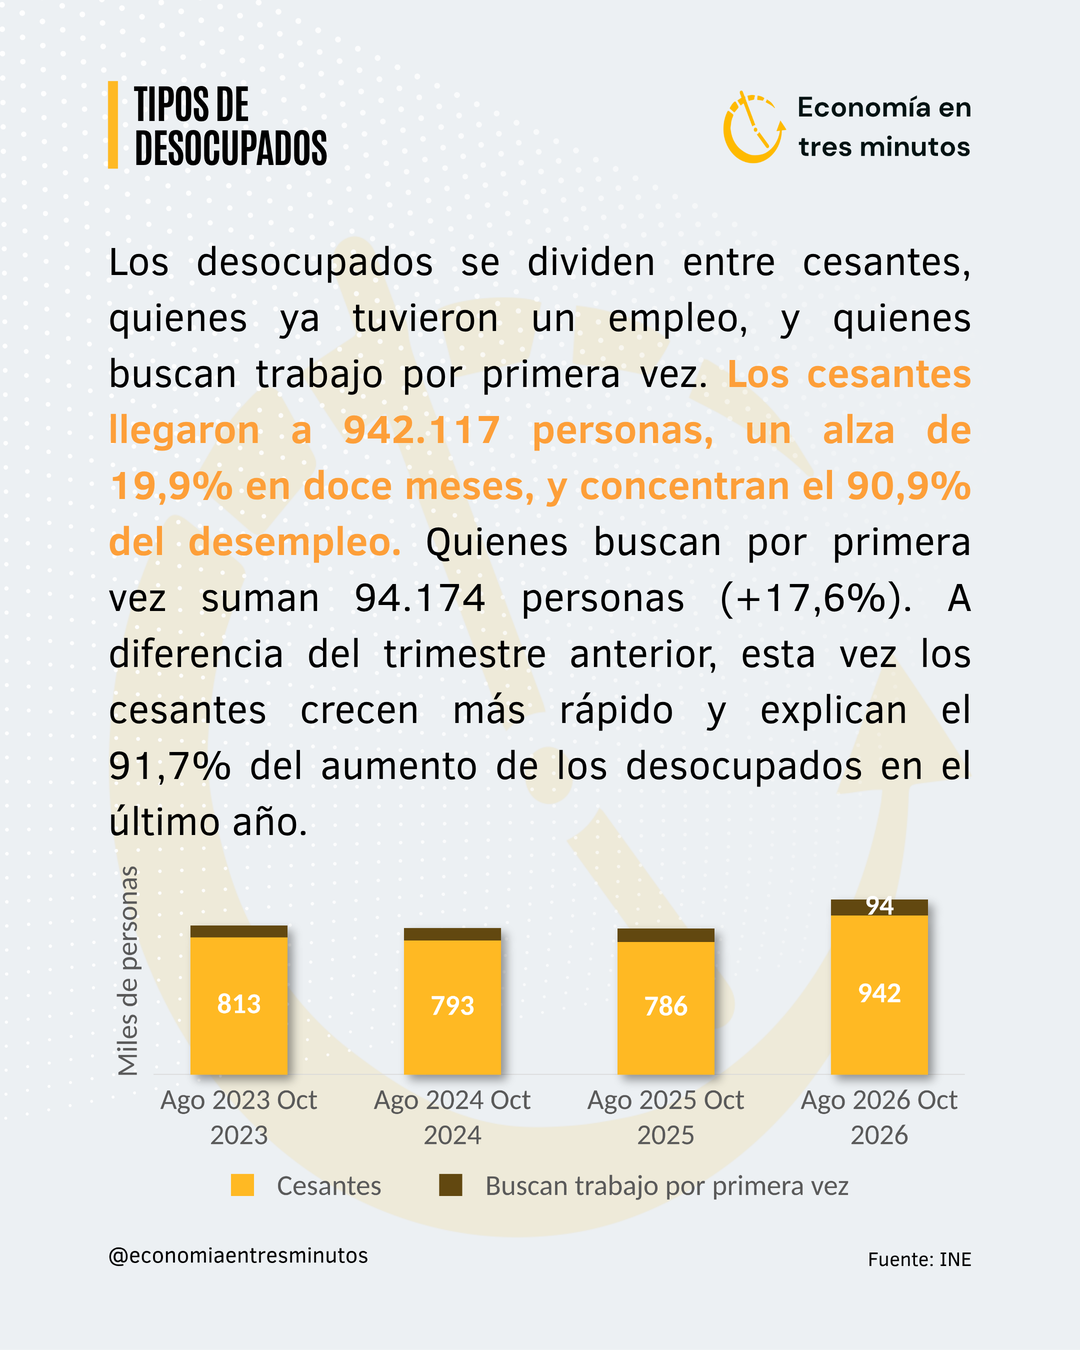 TIPOS DE
DESOCUPADOS
Economía en
tres minutos
Los desocupados se dividen entre cesantes,
quienes ya tuvieron un empleo, y quienes
buscan trabajo por primera vez. Los cesantes
llegaron a 942.117 personas, un alza de
19,9% en doce meses, y concentran el 90,9%
del desempleo. Quienes buscan por primera
vez suman 94.174 personas (+17,6%). A
diferencia del trimestre anterior, esta vez los
cesantes crecen más rápido y explican el
91,7% del aumento de los desocupados en el
último año.
Miles de personas
813
793
786
94
942
Ago 2023 Oct
2023
Ago 2024 Oct
2024
Ago 2025 Oct
2025
Ago 2026 Oct
2026
Cesantes
Buscan trabajo por primera vez
@economiaentresminutos
Fuente: INE